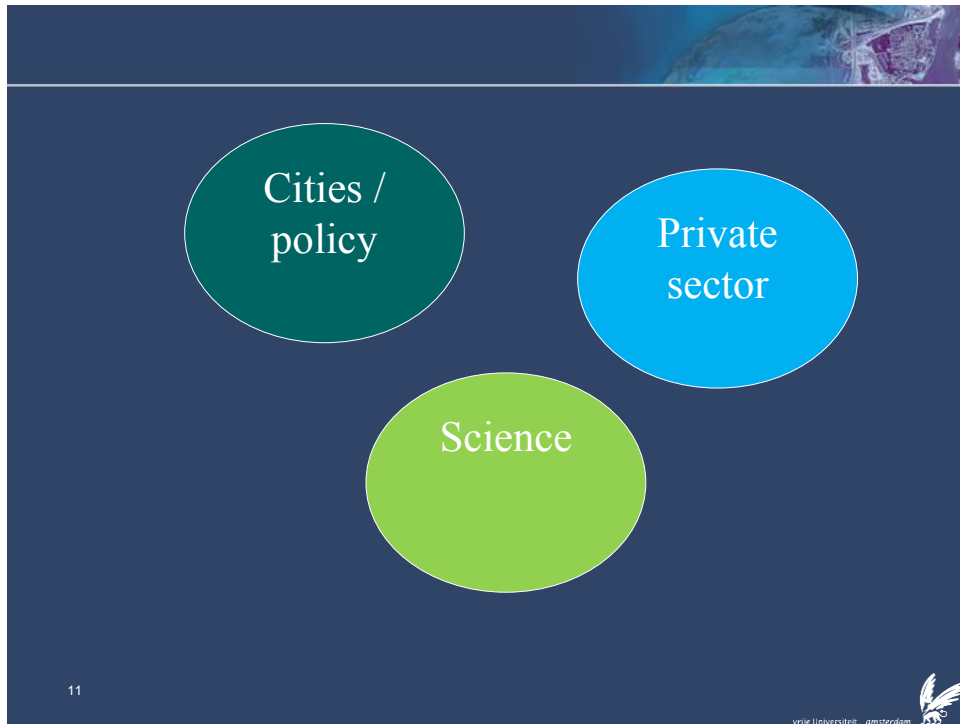 Cities /
policy
Private
sector
Science
11
vrije Universiteit amsterdam